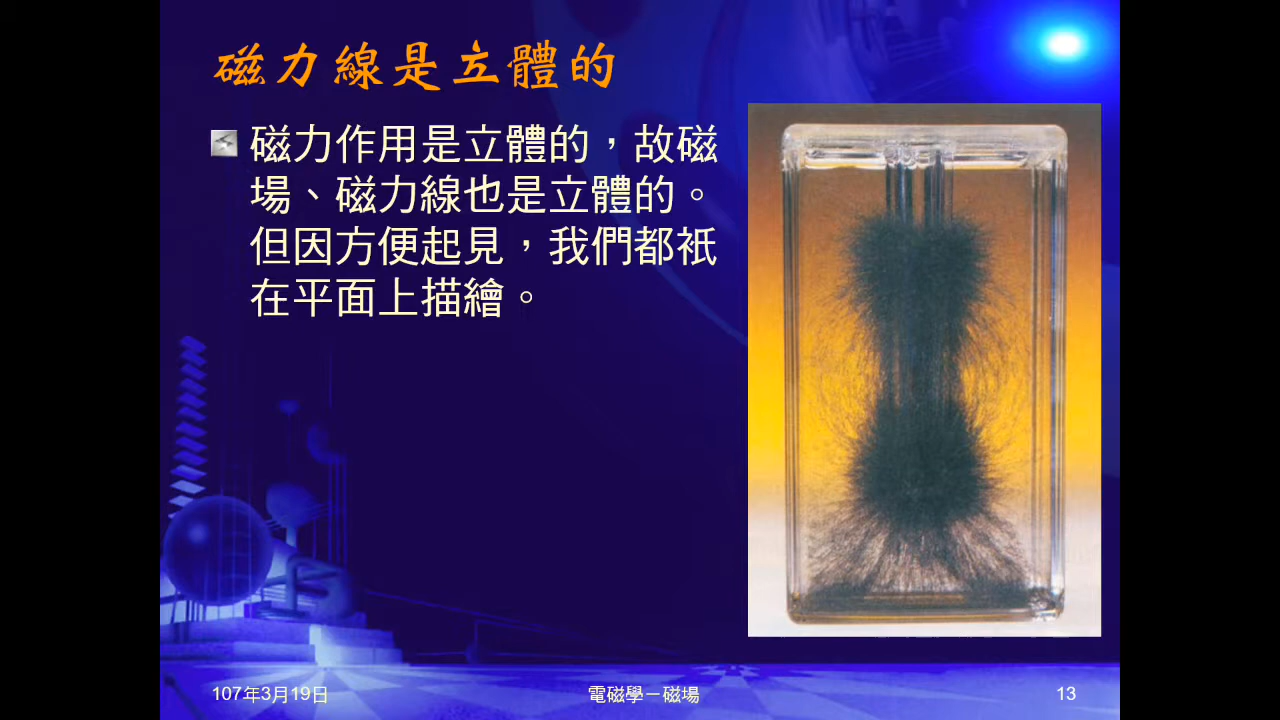 磁力線是立體的
磁力作用是立體的，故磁
場、磁力線也是立體的。
但因方便起見，我們都衹
在平面上描繪。
107年3月19日
電磁學－磁場
13